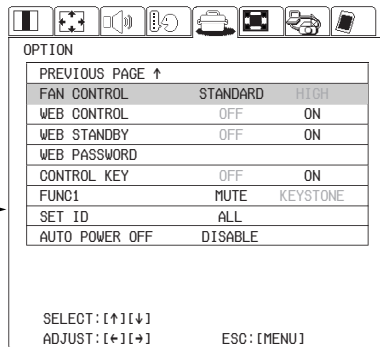 OPTION
PREVIOUS PAGE ↑
FAN CONTROL STANDARD HIGH
WEB CONTROL OFF ON
WEB STANDBY OFF ON
WEB PASSWORD
CONTROL KEY OFF ON
FUNC1 MUTE KEYSTONE
SET ID ALL
AUTO POWER OFF DISABLE
SELECT:[↑][↓]
ADJUST:[←][→] ESC:[MENU]